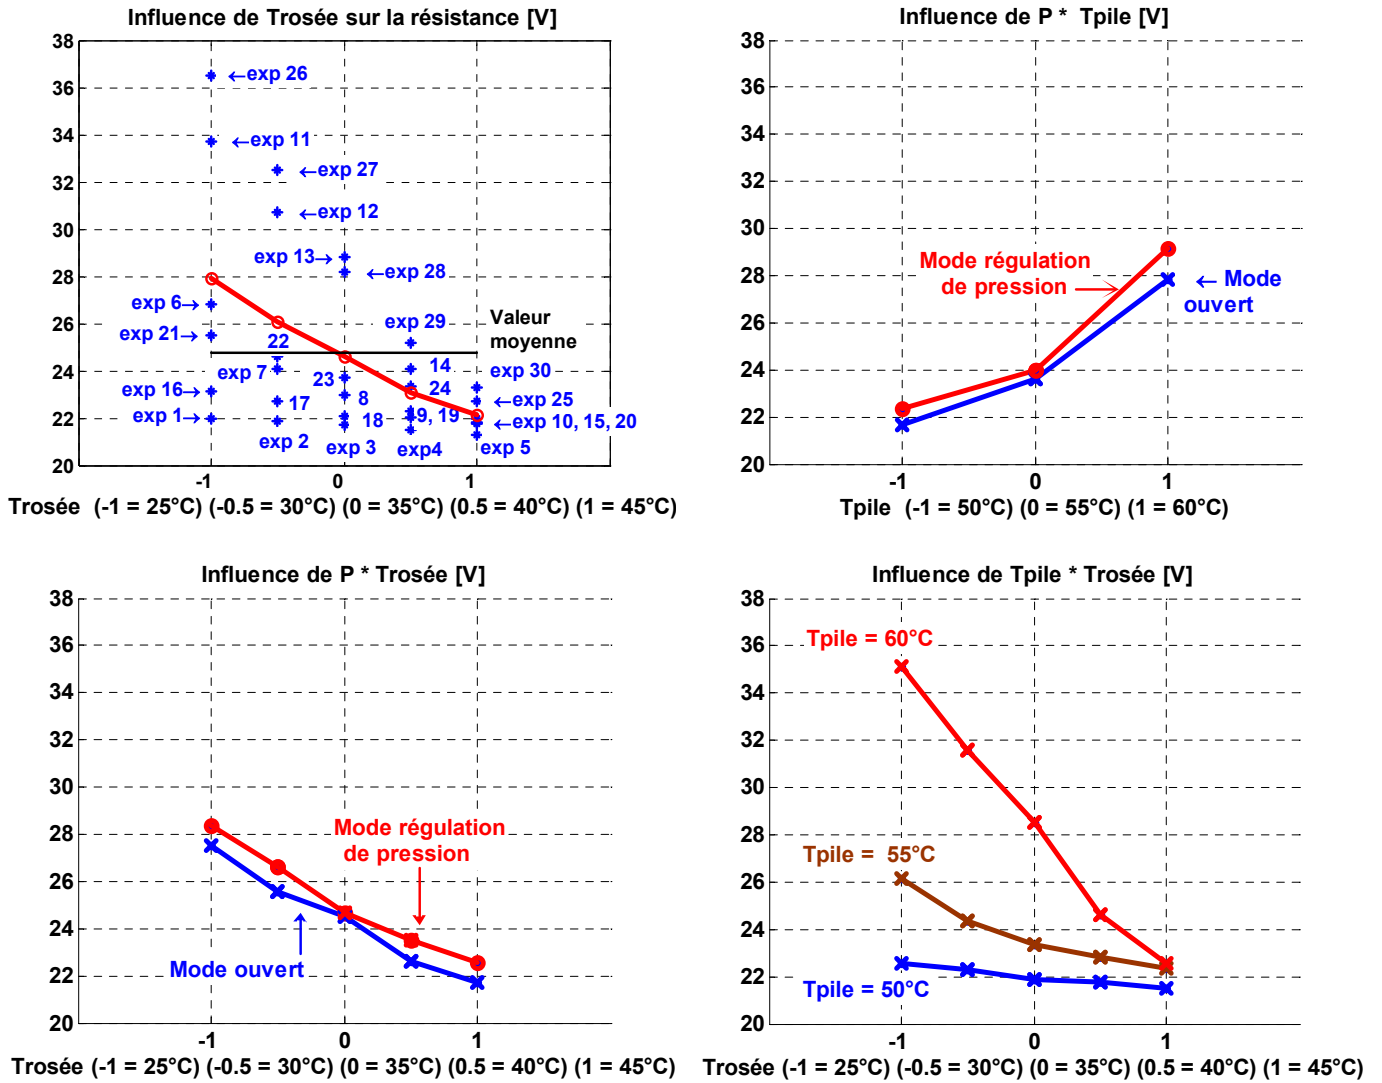 Influence de Trosée sur la résistance [V]
38
36
34
32
30
28
26
24
22
20
←exp 26
←exp 11
←exp 27
←exp 12
exp 13→
←exp 28
exp 6→
exp 29
exp 21→
Valeur
moyenne
22
exp 7
14
exp 30
23
24
exp 16→
8
←exp 25
17
9, 19
exp 1→
18
←exp 10, 15, 20
exp 2
exp 3
exp4
exp 5
-1
0
1
Trosée (-1 = 25°C) (-0.5 = 30°C) (0 = 35°C) (0.5 = 40°C) (1 = 45°C)
Influence de P * Tpile [V]
38
36
34
32
30
28
26
24
22
20
Mode régulation
de pression
← Mode
ouvert
-1
0
1
Tpile (-1 = 50°C) (0 = 55°C) (1 = 60°C)
Influence de P * Trosée [V]
38
36
34
32
30
28
26
24
22
20
Mode régulation
de pression
Mode ouvert
-1
0
1
Trosée (-1 = 25°C) (-0.5 = 30°C) (0 = 35°C) (0.5 = 40°C) (1 = 45°C)
Influence de Tpile * Trosée [V]
38
36
34
32
30
28
26
24
22
20
Tpile = 60°C
Tpile = 55°C
Tpile = 50°C
-1
0
1
Trosée (-1 = 25°C) (-0.5 = 30°C) (0 = 35°C) (0.5 = 40°C) (1 = 45°C)